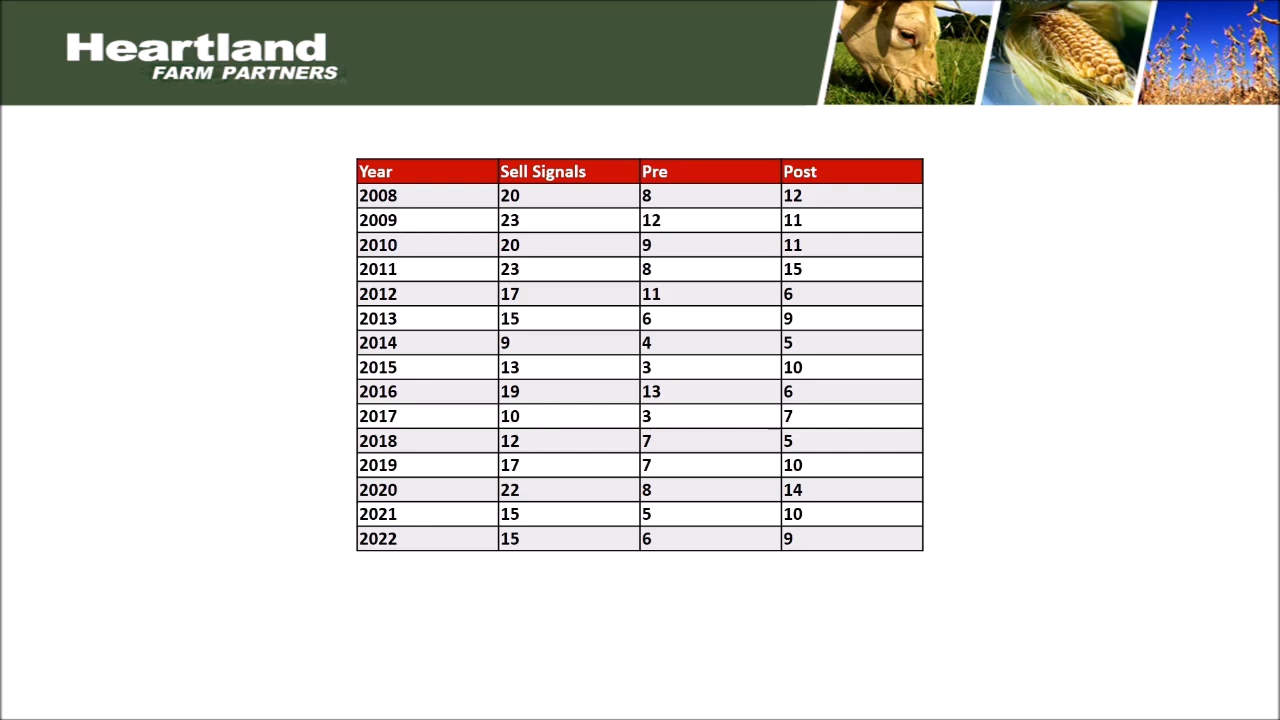 Heartland
FARM PARTNERS
Year Sell Signals Pre Post
2008 20 8 12
2009 23 12 11
2010 20 9 11
2011 23 8 15
2012 17 11 6
2013 15 6 9
2014 9 4 5
2015 13 3 10
2016 19 13 6
2017 10 3 7
2018 12 7 5
2019 17 7 10
2020 22 8 14
2021 15 5 10
2022 15 6 9